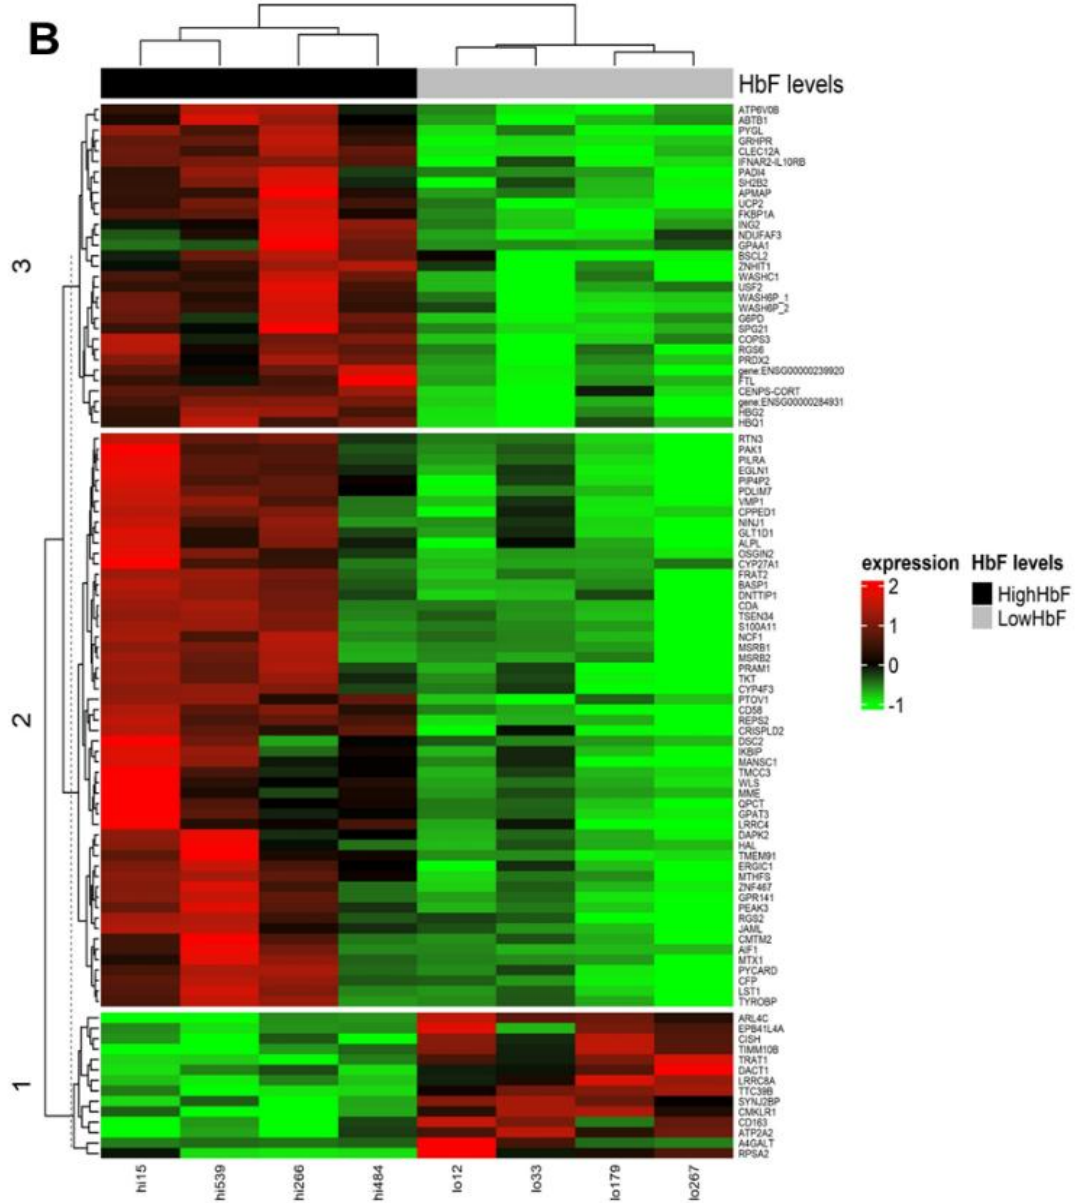 B
HbF levels
ATP6V0B
ABTB1
PYGL
GRHPR
CLEC12A
IFNAR2-IL10RB
PADI4
SH2B2
APMAP
UCP2
FKBP1A
ING2
NDUFAF3
GPAA1
BSCL2
ZNHIT1
WASHC1
USF2
WASH6P_1
WASH6P_2
G6PD
SPG21
COPS3
RGS6
PRDX2
gene:ENSG00000239920
FTL
CENPS-CORT
gene:ENSG00000284931
HBG2
HBQ1
3
RTN3
PAK1
PILRA
EGLN1
PIP4P2
PDLIM7
VMP1
CPPED1
NINJ1
GLT1D1
ALPL
OSGIN2
CYP27A1
FRAT2
BASP1
DNTTIP1
CDA
TSEN34
S100A11
NCF1
MSRB1
MSRB2
PRAM1
TKT
CYP4F3
PTOV1
CD58
REPS2
CRISPLD2
DSC2
IKBIP
MANSC1
TMCC3
WLS
MME
QPCT
GPAT3
LRRC4
DAPK2
HAL
TMEM91
ERGIC1
MTHFS
ZNF467
GPR141
PEAK3
RGS2
JAML
CMTM2
AIF1
MTX1
PYCARD
CFP
LST1
TYROBP
2
ARL4C
EPB41L4A
CISH
TIMM10B
TRAT1
DACT1
LRRC8A
TTC39B
SYNJ2BP
CMKLR1
CD163
ATP2A2
A4GALT
RPSA2
1
hi15
hi539
hi266
hi484
lo12
lo33
lo179
lo267
expression
2
1
0
-1
HbF levels
HighHbF
LowHbF